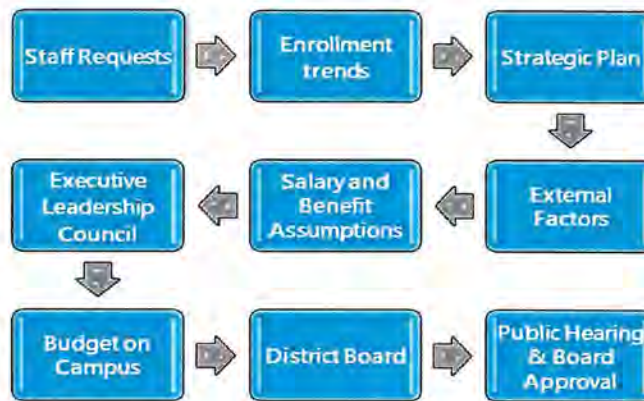 Staff Requests
Enrollment
trends
Strategic Plan
External
Factors
Salary and
Benefit
Assumptions
Executive
Leadership
Council
Budget on
Campus
District Board
Public Hearing
& Board
Approval